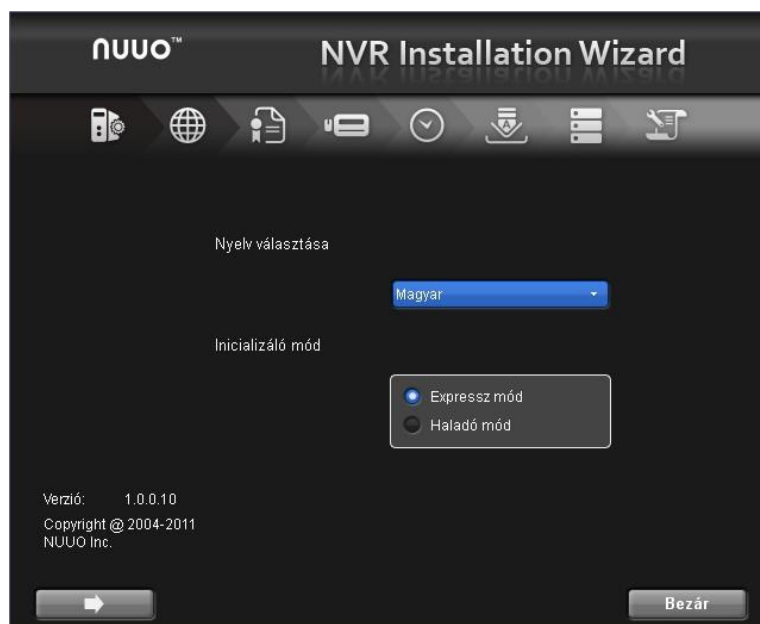 nuuo™
NVR Installation Wizard
Nyelv választása
Magyar
Inicializáló mód
Expressz mód
Haladó mód
Verzió: 1.0.0.10
Copyright @ 2004-2011
NUUO Inc.
Bezár